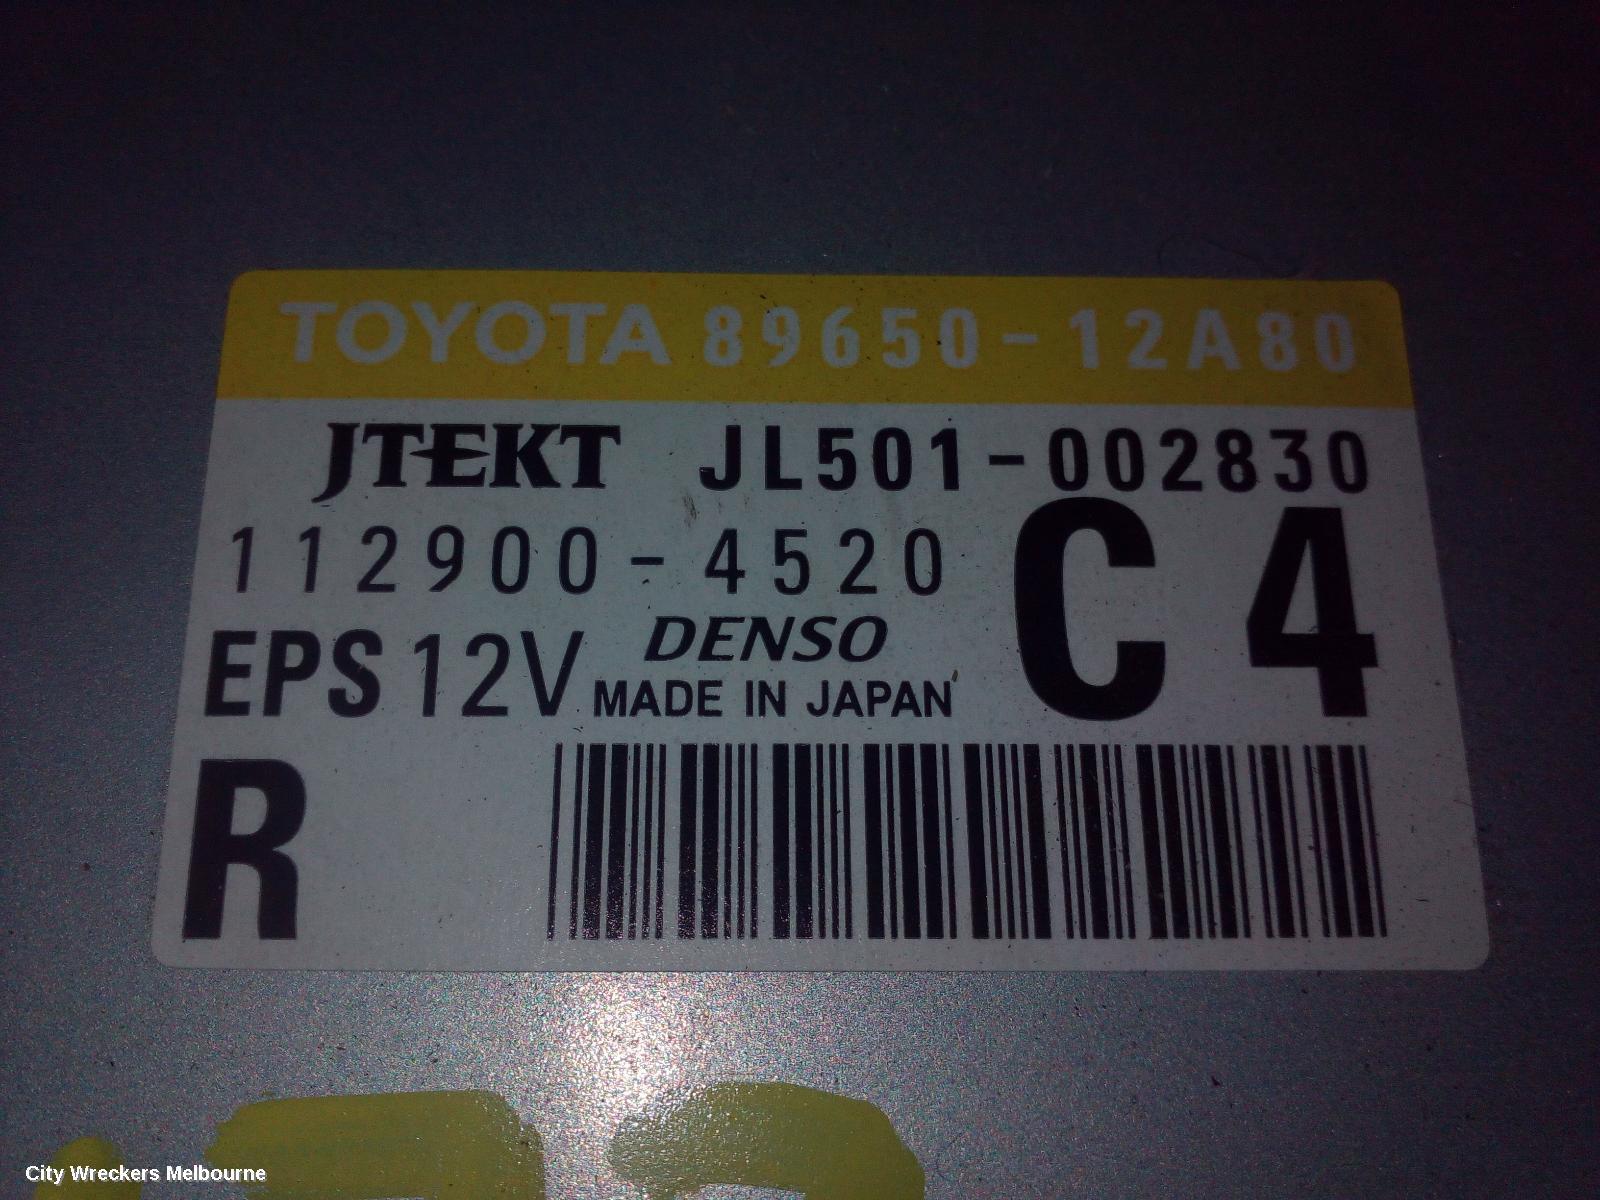 TOYOTA 89650-12A80
JTEKT JL501-002830
112900-4520
C4
EPS 12V DENSO
MADE IN JAPAN
R
City Wreckers Melbourne